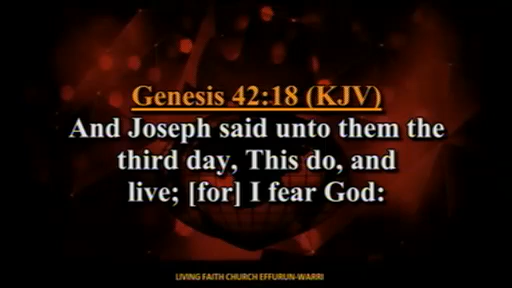 Genesis 42:18 (KJV)
And Joseph said unto them the
third day, This do, and
live; [for] I fear God:
LIVING FAITH CHURCH EFFURUN-WARRI